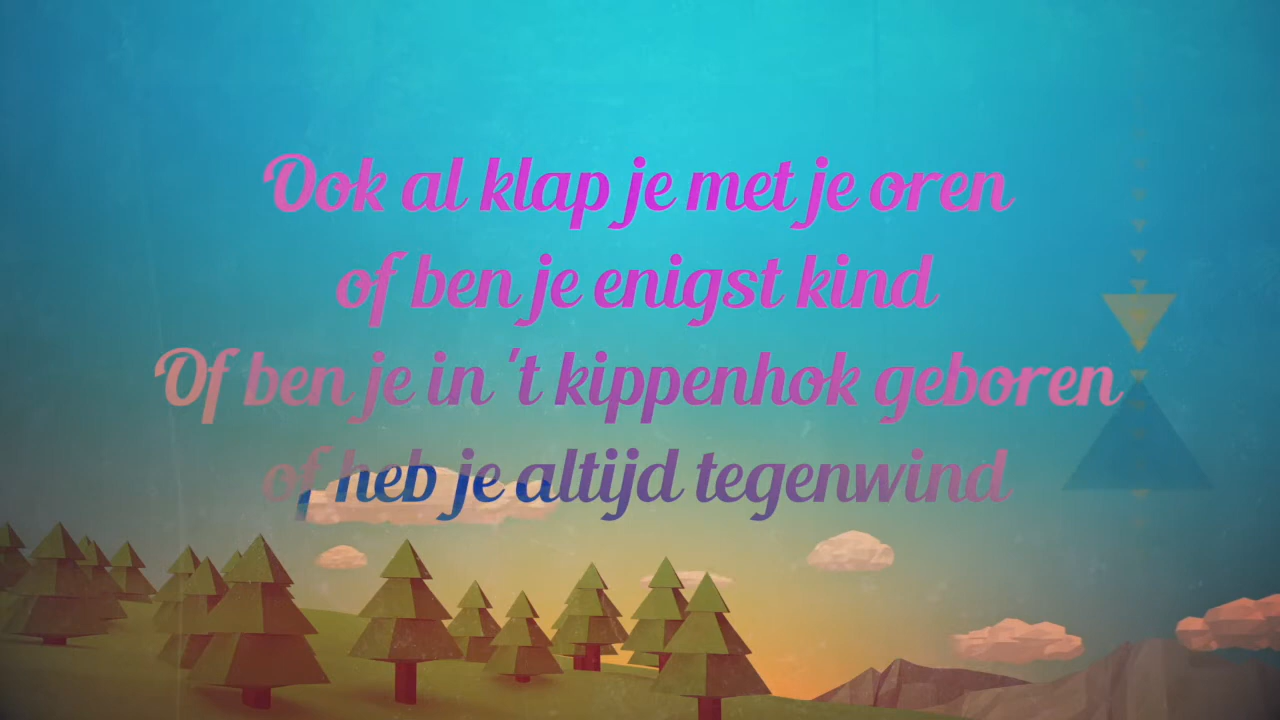 Ook al klap je met je oren
of ben je enigst kind
Of ben je in 't kippenhok geboren
of heb je altijd tegenwind